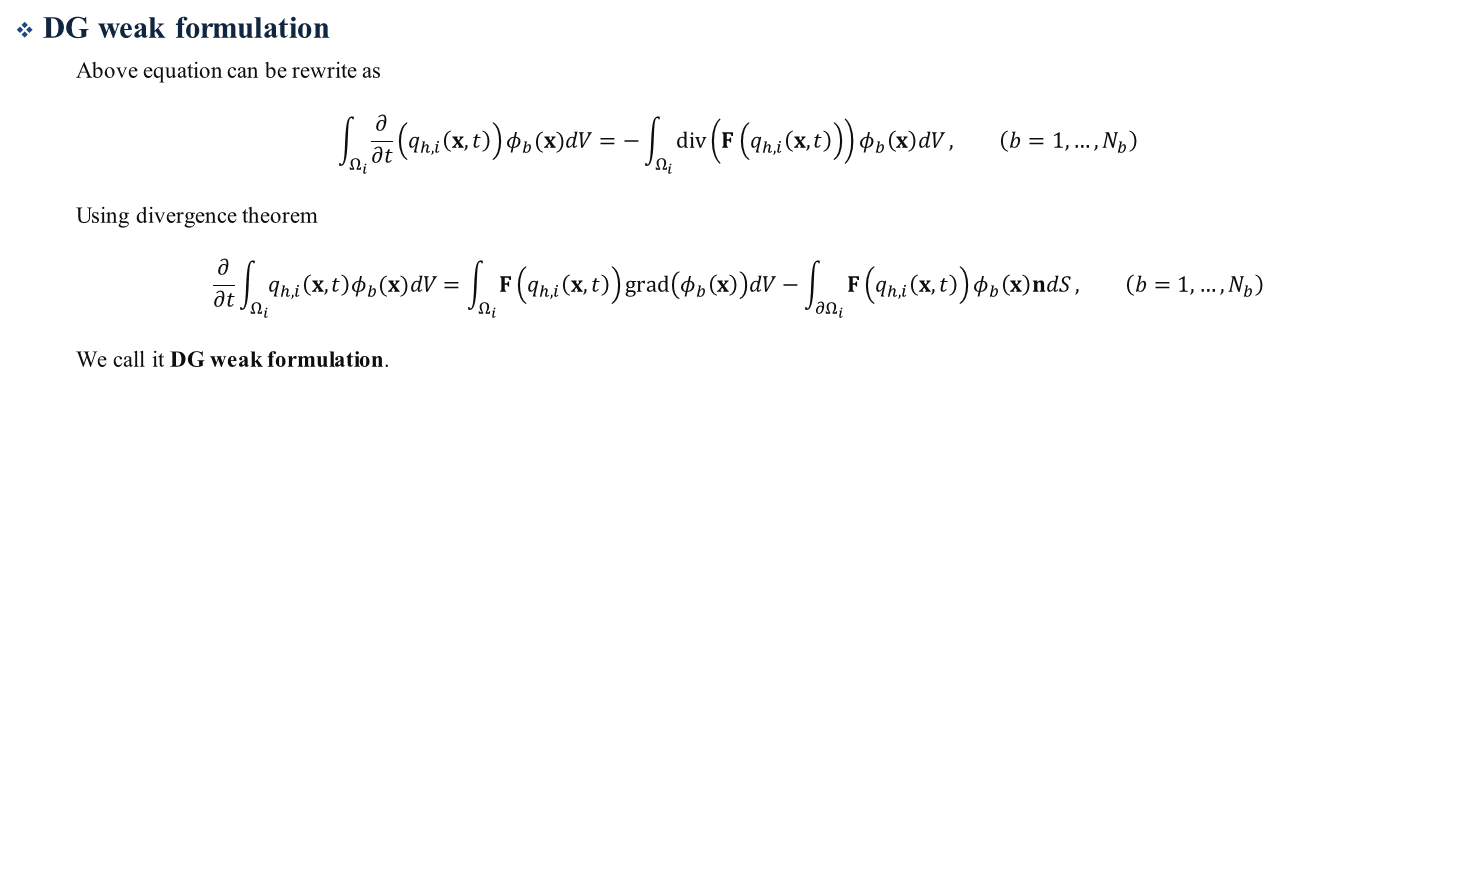 ❖ DG weak formulation
Above equation can be rewrite as
∫_{Ω_i} ∂/∂t (q_{h,i}(𝐱,t)) ϕ_b(𝐱)dV = − ∫_{Ω_i} div(𝐅(q_{h,i}(𝐱,t))) ϕ_b(𝐱)dV, (b = 1, …, N_b)
Using divergence theorem
∂/∂t ∫_{Ω_i} q_{h,i}(𝐱,t)ϕ_b(𝐱)dV = ∫_{Ω_i} 𝐅(q_{h,i}(𝐱,t))grad(ϕ_b(𝐱))dV − ∫_{∂Ω_i} 𝐅(q_{h,i}(𝐱,t))ϕ_b(𝐱)𝐧dS, (b = 1, …, N_b)
We call it DG weak formulation.